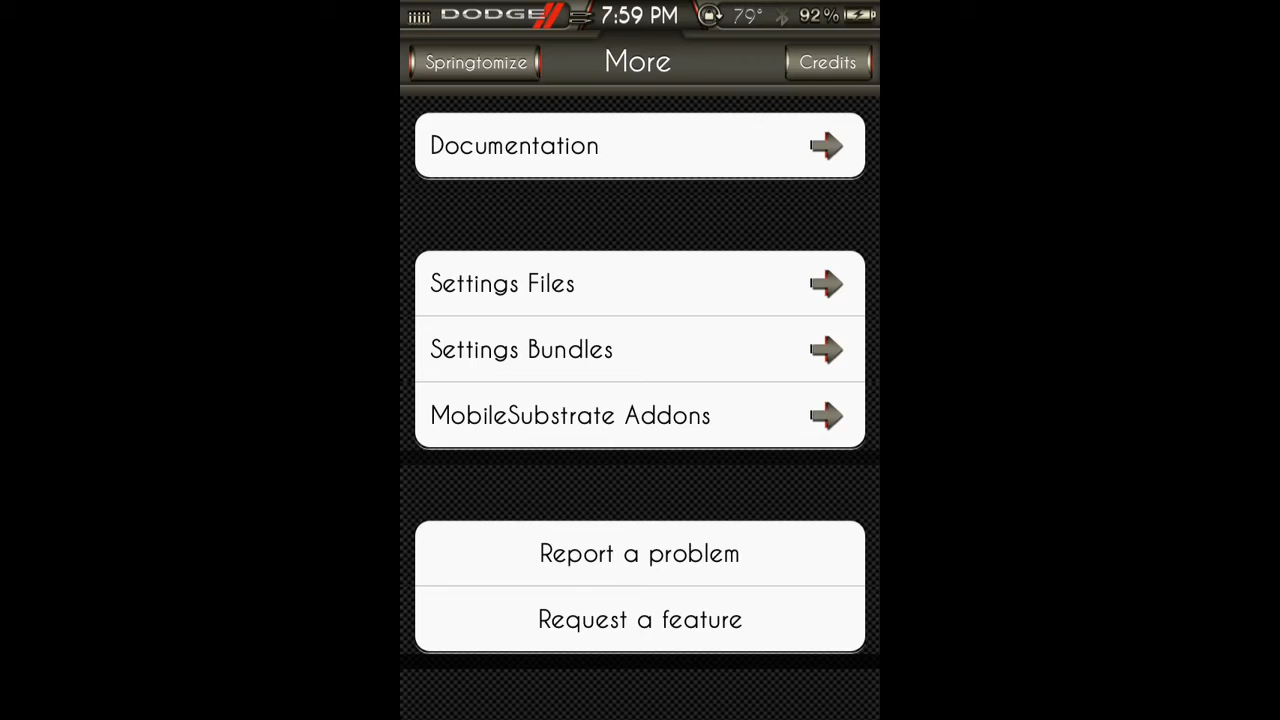 DODGE 7:59 PM 79° 92%
Springtomize More Credits
Documentation
Settings Files
Settings Bundles
MobileSubstrate Addons
Report a problem
Request a feature